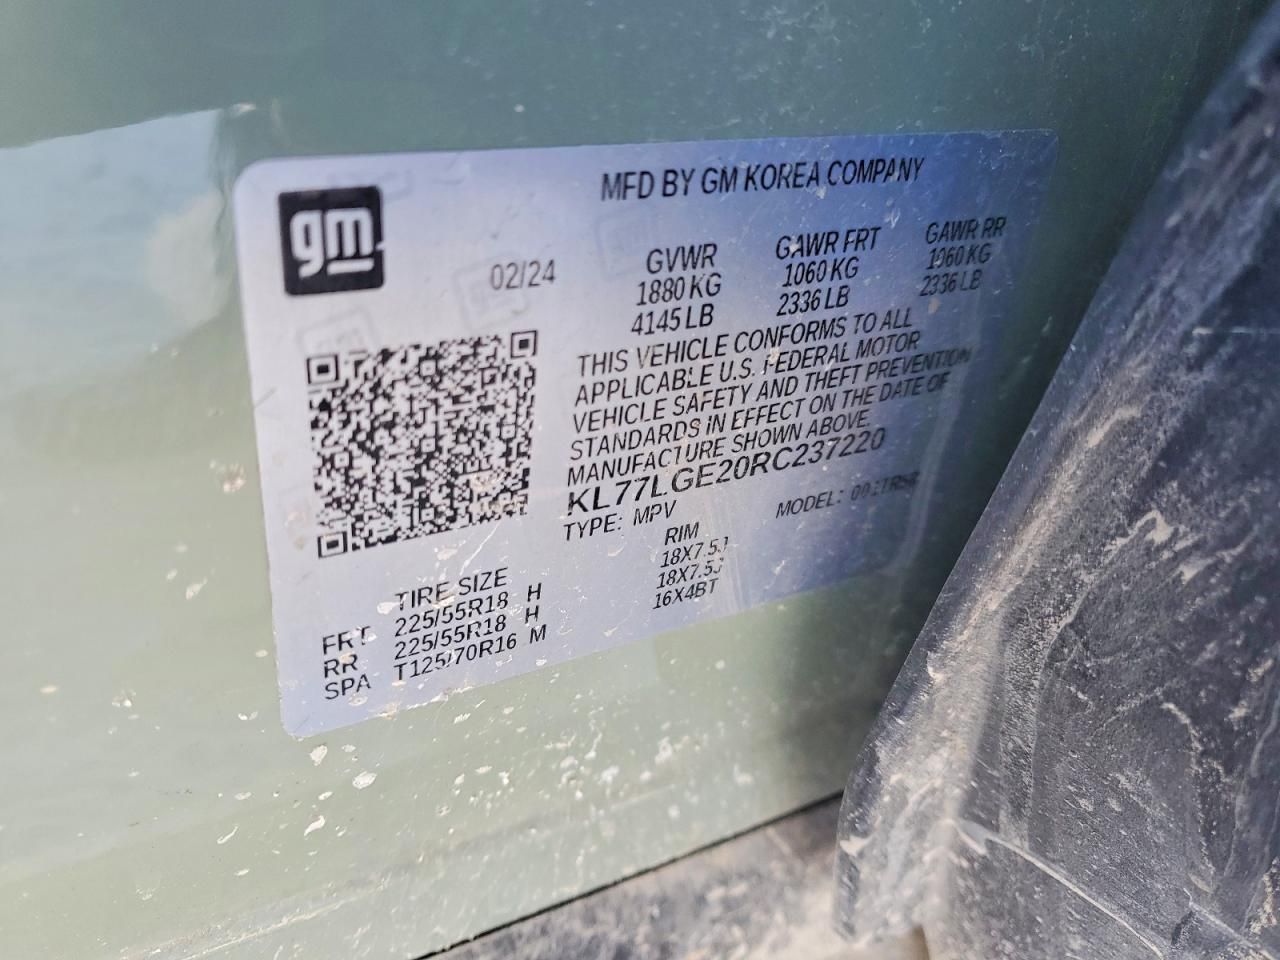 gm
MFD BY GM KOREA COMPANY
02/24
GVWR
1880 KG
4145 LB
GAWR FRT
1060 KG
2336 LB
GAWR RR
1060 KG
2336 LB
THIS VEHICLE CONFORMS TO ALL
APPLICABLE U.S. FEDERAL MOTOR
VEHICLE SAFETY AND THEFT PREVENTION
STANDARDS IN EFFECT ON THE DATE OF
MANUFACTURE SHOWN ABOVE.
KL77LGE20RC237220
TYPE: MPV
MODEL:
TIRE SIZE
RIM
FRT 225/55R18 H 18X7.5J
RR 225/55R18 H 18X7.5J
SPA T125/70R16 M 16X4BT